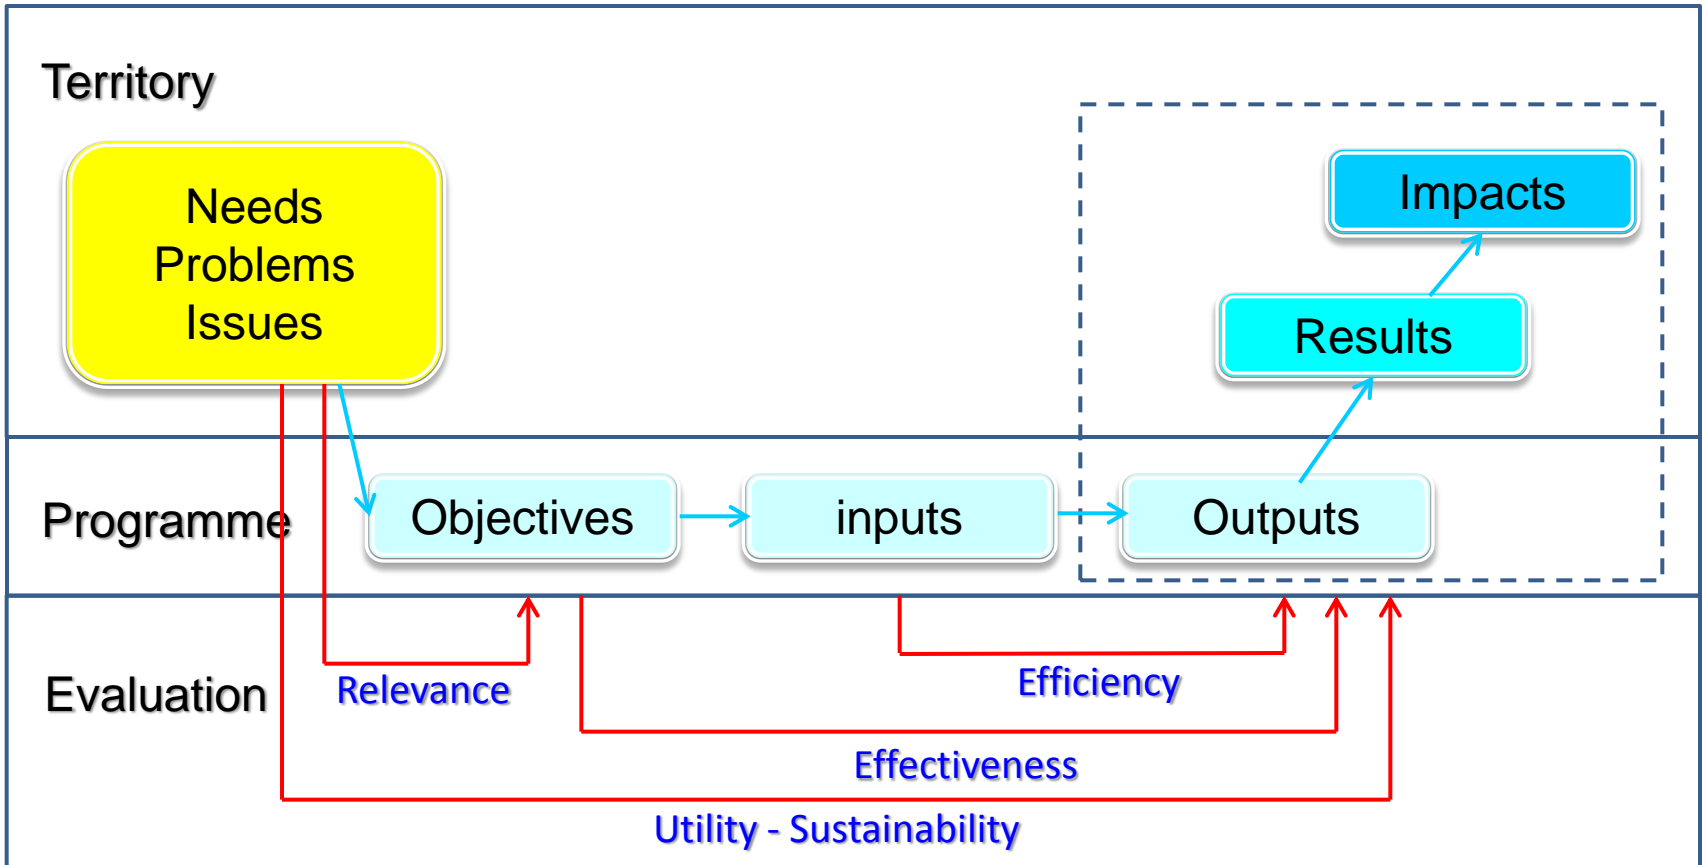 Territory
Needs
Problems
Issues
Impacts
Results
Programme
Objectives
inputs
Outputs
Evaluation
Relevance
Efficiency
Effectiveness
Utility - Sustainability